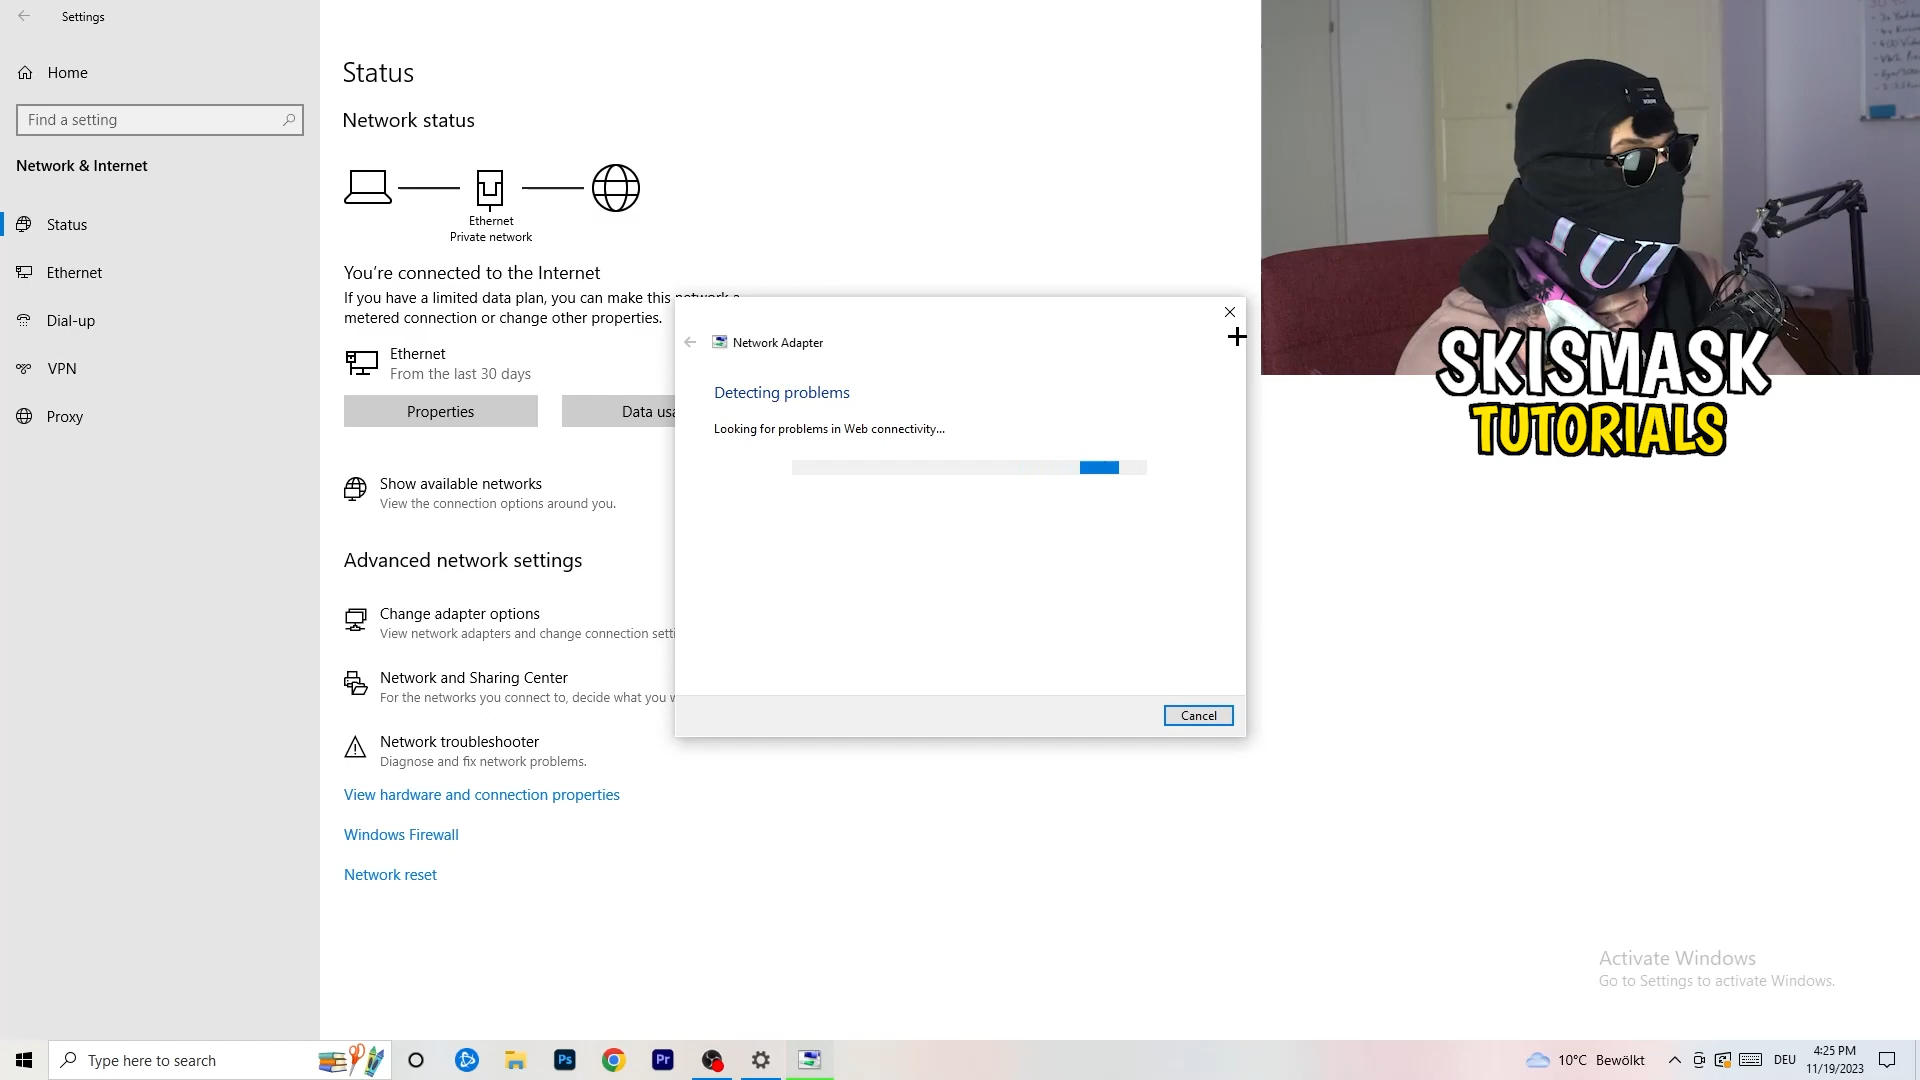 Settings
Home
Find a setting
Network & Internet
Status
Ethernet
Dial-up
VPN
Proxy
Status
Network status
Ethernet
Private network
You're connected to the Internet
If you have a limited data plan, you can make this network a
metered connection or change other properties.
Ethernet
From the last 30 days
Properties
Data usa
Show available networks
View the connection options around you.
Advanced network settings
Change adapter options
View network adapters and change connection setti
Network and Sharing Center
For the networks you connect to, decide what you w
Network troubleshooter
Diagnose and fix network problems.
View hardware and connection properties
Windows Firewall
Network reset
Network Adapter
Detecting problems
Looking for problems in Web connectivity...
Cancel
SKISMASK
TUTORIALS
Activate Windows
Go to Settings to activate Windows.
Type here to search
Ps
Pr
10°C Bewölkt
DEU
4:25 PM
11/19/2023